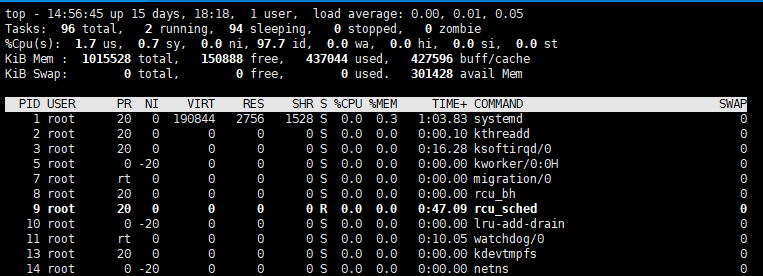 top - 14:56:45 up 15 days, 18:18,  1 user,  load average: 0.00, 0.01, 0.05
Tasks:  96 total,   2 running,  94 sleeping,   0 stopped,   0 zombie
%Cpu(s):  1.7 us,  0.7 sy,  0.0 ni, 97.7 id,  0.0 wa,  0.0 hi,  0.0 si,  0.0 st
KiB Mem :  1015528 total,   150888 free,   437044 used,   427596 buff/cache
KiB Swap:        0 total,        0 free,        0 used.   301428 avail Mem
PID USER      PR  NI    VIRT    RES    SHR S %CPU %MEM     TIME+ COMMAND                          SWAP
1 root      20   0  190844   2756   1528 S  0.0  0.3   1:03.83 systemd                             0
2 root      20   0       0      0      0 S  0.0  0.0   0:00.10 kthreadd                            0
3 root      20   0       0      0      0 S  0.0  0.0   0:16.28 ksoftirqd/0                         0
5 root       0 -20       0      0      0 S  0.0  0.0   0:00.00 kworker/0:0H                        0
7 root      rt   0       0      0      0 S  0.0  0.0   0:00.00 migration/0                         0
8 root      20   0       0      0      0 S  0.0  0.0   0:00.00 rcu_bh                              0
9 root      20   0       0      0      0 R  0.0  0.0   0:47.09 rcu_sched                           0
10 root       0 -20       0      0      0 S  0.0  0.0   0:00.00 lru-add-drain                       0
11 root      rt   0       0      0      0 S  0.0  0.0   0:10.05 watchdog/0                          0
13 root      20   0       0      0      0 S  0.0  0.0   0:00.00 kdevtmpfs                           0
14 root       0 -20       0      0      0 S  0.0  0.0   0:00.00 netns                               0